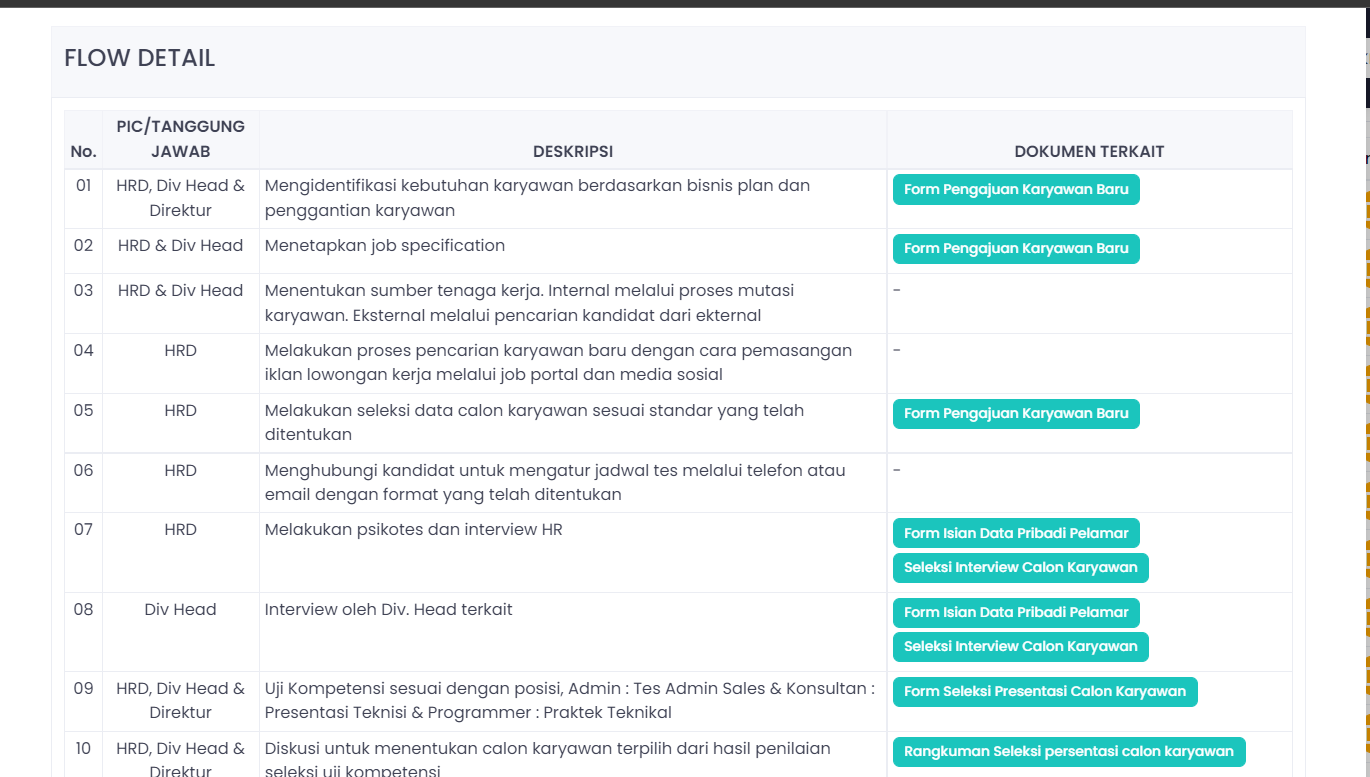 FLOW DETAIL
No.
PIC/TANGGUNG
JAWAB
DESKRIPSI
DOKUMEN TERKAIT
01
HRD, Div Head &
Direktur
Mengidentifikasi kebutuhan karyawan berdasarkan bisnis plan dan
penggantian karyawan
Form Pengajuan Karyawan Baru
02
HRD & Div Head
Menetapkan job specification
Form Pengajuan Karyawan Baru
03
HRD & Div Head
Menentukan sumber tenaga kerja. Internal melalui proses mutasi
karyawan. Eksternal melalui pencarian kandidat dari ekternal
-
04
HRD
Melakukan proses pencarian karyawan baru dengan cara pemasangan
iklan lowongan kerja melalui job portal dan media sosial
-
05
HRD
Melakukan seleksi data calon karyawan sesuai standar yang telah
ditentukan
Form Pengajuan Karyawan Baru
06
HRD
Menghubungi kandidat untuk mengatur jadwal tes melalui telefon atau
email dengan format yang telah ditentukan
-
07
HRD
Melakukan psikotes dan interview HR
Form Isian Data Pribadi Pelamar
Seleksi Interview Calon Karyawan
08
Div Head
Interview oleh Div. Head terkait
Form Isian Data Pribadi Pelamar
Seleksi Interview Calon Karyawan
09
HRD, Div Head &
Direktur
Uji Kompetensi sesuai dengan posisi, Admin : Tes Admin Sales & Konsultan :
Presentasi Teknisi & Programmer : Praktek Teknikal
Form Seleksi Presentasi Calon Karyawan
10
HRD, Div Head &
Direktur
Diskusi untuk menentukan calon karyawan terpilih dari hasil penilaian
seleksi uji kompetensi
Rangkuman Seleksi persentasi calon karyawan